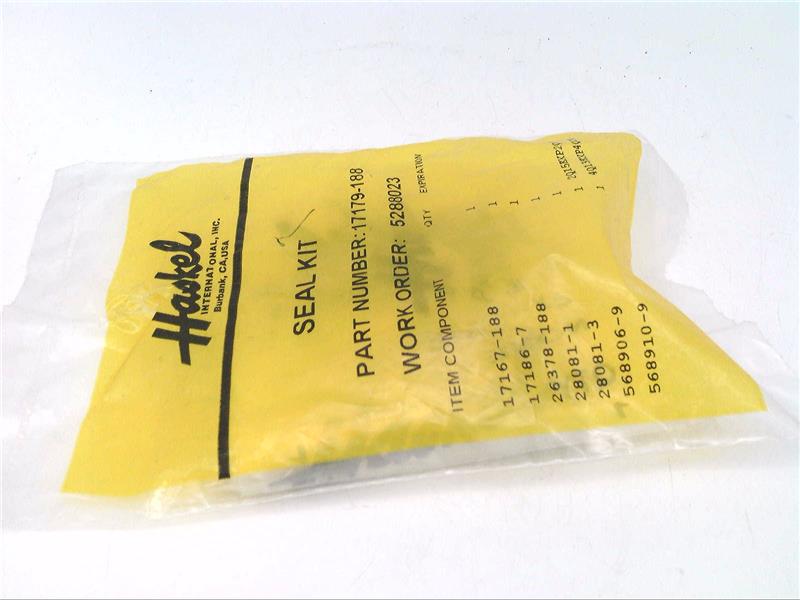 Haskel
INTERNATIONAL, INC.
Burbank, CA, USA
SEAL KIT
PART NUMBER: 17179-188
WORK ORDER: 5288023
ITEM COMPONENT QTY EXPIRATION
17167-188 1
17186-7 1
26378-188 1
28081-1 1
28081-3 1
568906-9 1
568910-9 1